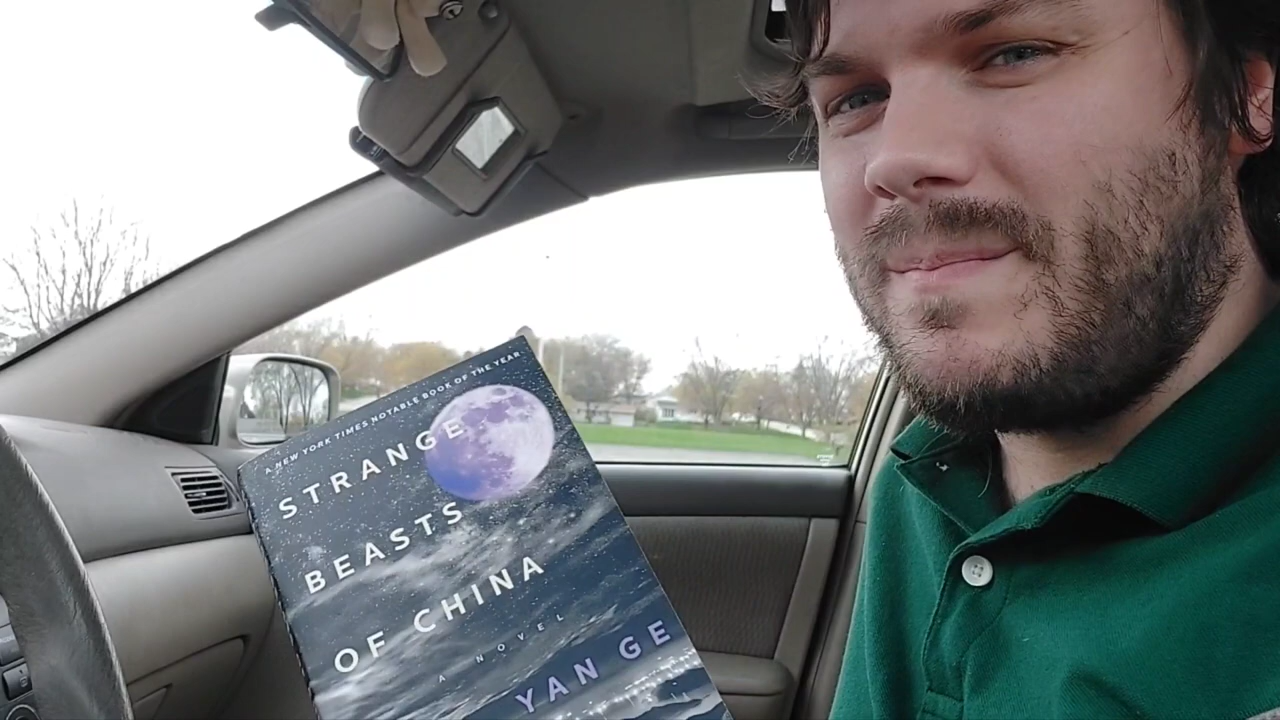 A NEW YORK TIMES NOTABLE BOOK OF THE YEAR
STRANGE
BEASTS
OF CHINA
A NOVEL
YAN GE